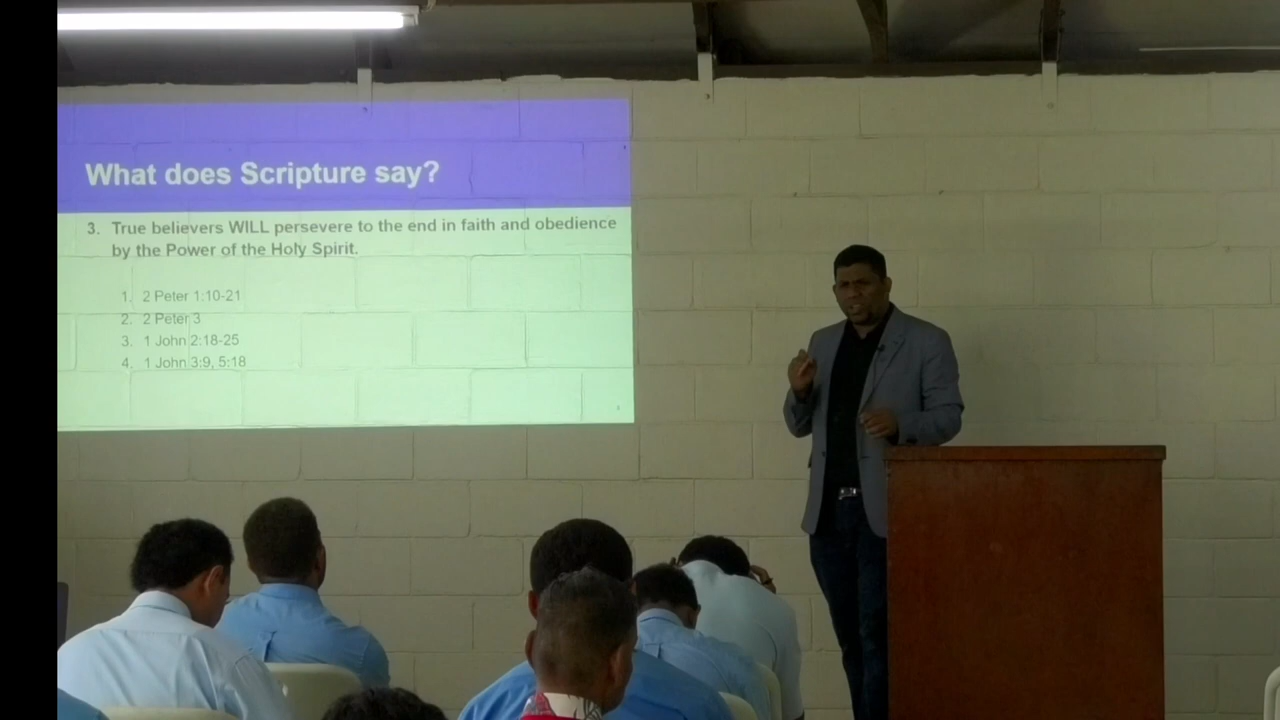 What does Scripture say?
3. True believers WILL persevere to the end in faith and obedience
by the Power of the Holy Spirit.
1. 2 Peter 1:10-21
2. 2 Peter 3
3. 1 John 2:18-25
4. 1 John 3:9, 5:18